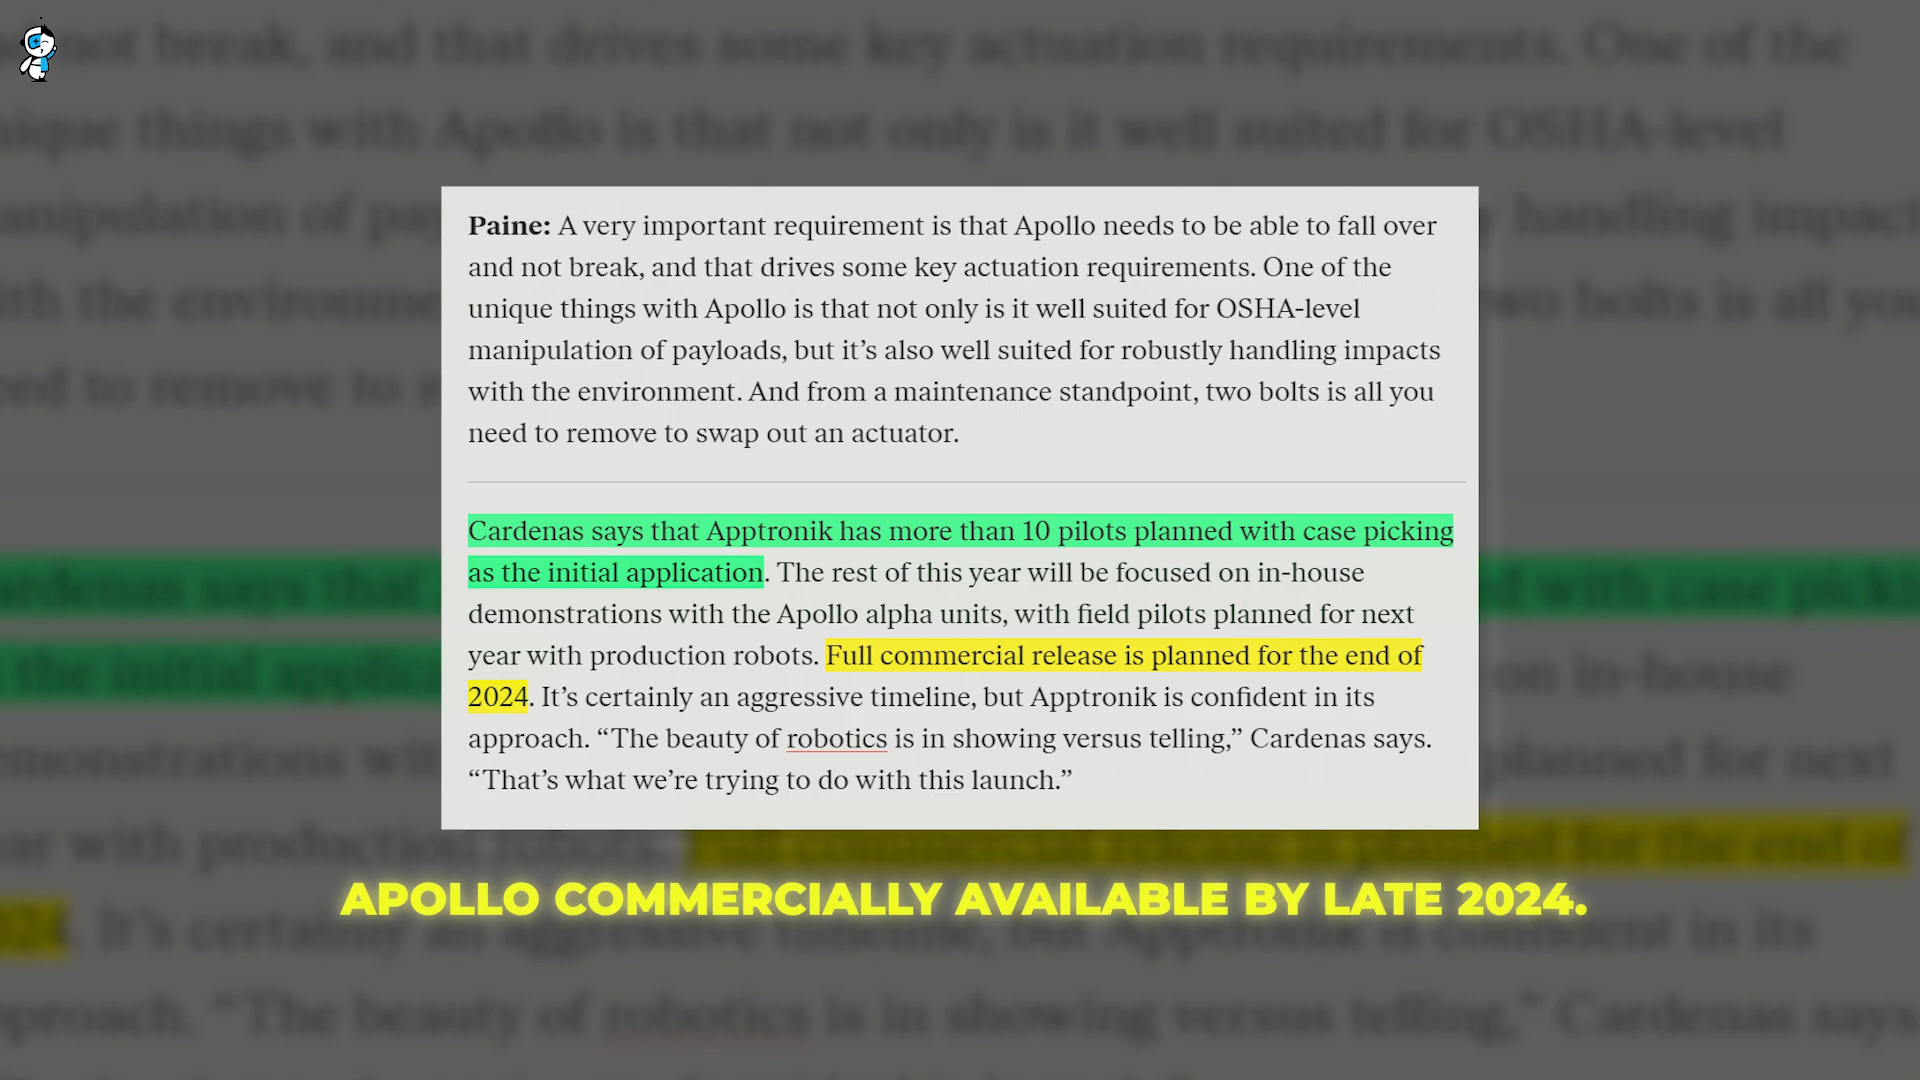 Paine: A very important requirement is that Apollo needs to be able to fall over
and not break, and that drives some key actuation requirements. One of the
unique things with Apollo is that not only is it well suited for OSHA-level
manipulation of payloads, but it’s also well suited for robustly handling impacts
with the environment. And from a maintenance standpoint, two bolts is all you
need to remove to swap out an actuator.
Cardenas says that Apptronik has more than 10 pilots planned with case picking
as the initial application. The rest of this year will be focused on in-house
demonstrations with the Apollo alpha units, with field pilots planned for next
year with production robots. Full commercial release is planned for the end of
2024. It’s certainly an aggressive timeline, but Apptronik is confident in its
approach. “The beauty of robotics is in showing versus telling,” Cardenas says.
“That’s what we’re trying to do with this launch.”
APOLLO COMMERCIALLY AVAILABLE BY LATE 2024.